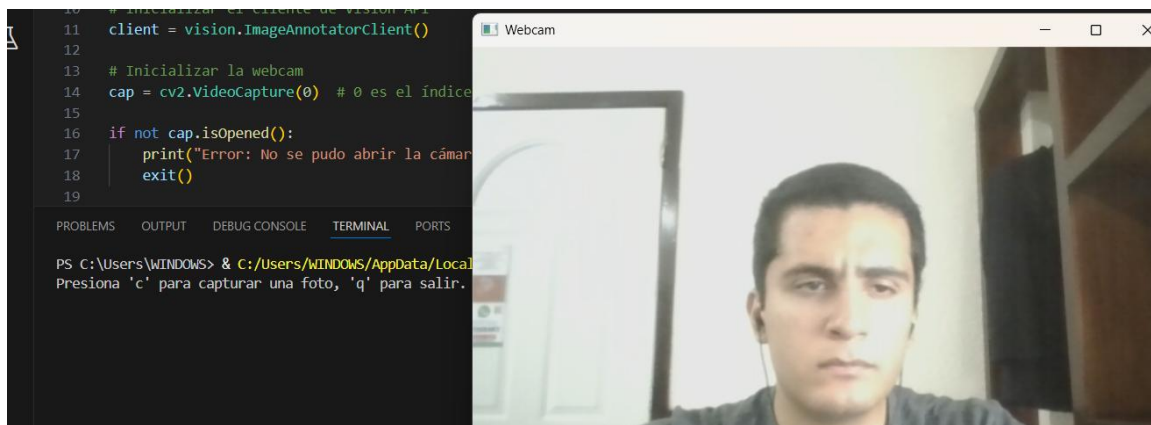 10 # Inicializar el cliente de Vision API
11 client = vision.ImageAnnotatorClient()
12
13 # Inicializar la webcam
14 cap = cv2.VideoCapture(0) # 0 es el índice
15
16 if not cap.isOpened():
17 print("Error: No se pudo abrir la cámar
18 exit()
19
PROBLEMS OUTPUT DEBUG CONSOLE TERMINAL PORTS
PS C:\Users\WINDOWS> & C:/Users/WINDOWS/AppData/Local
Presiona 'c' para capturar una foto, 'q' para salir.
Webcam